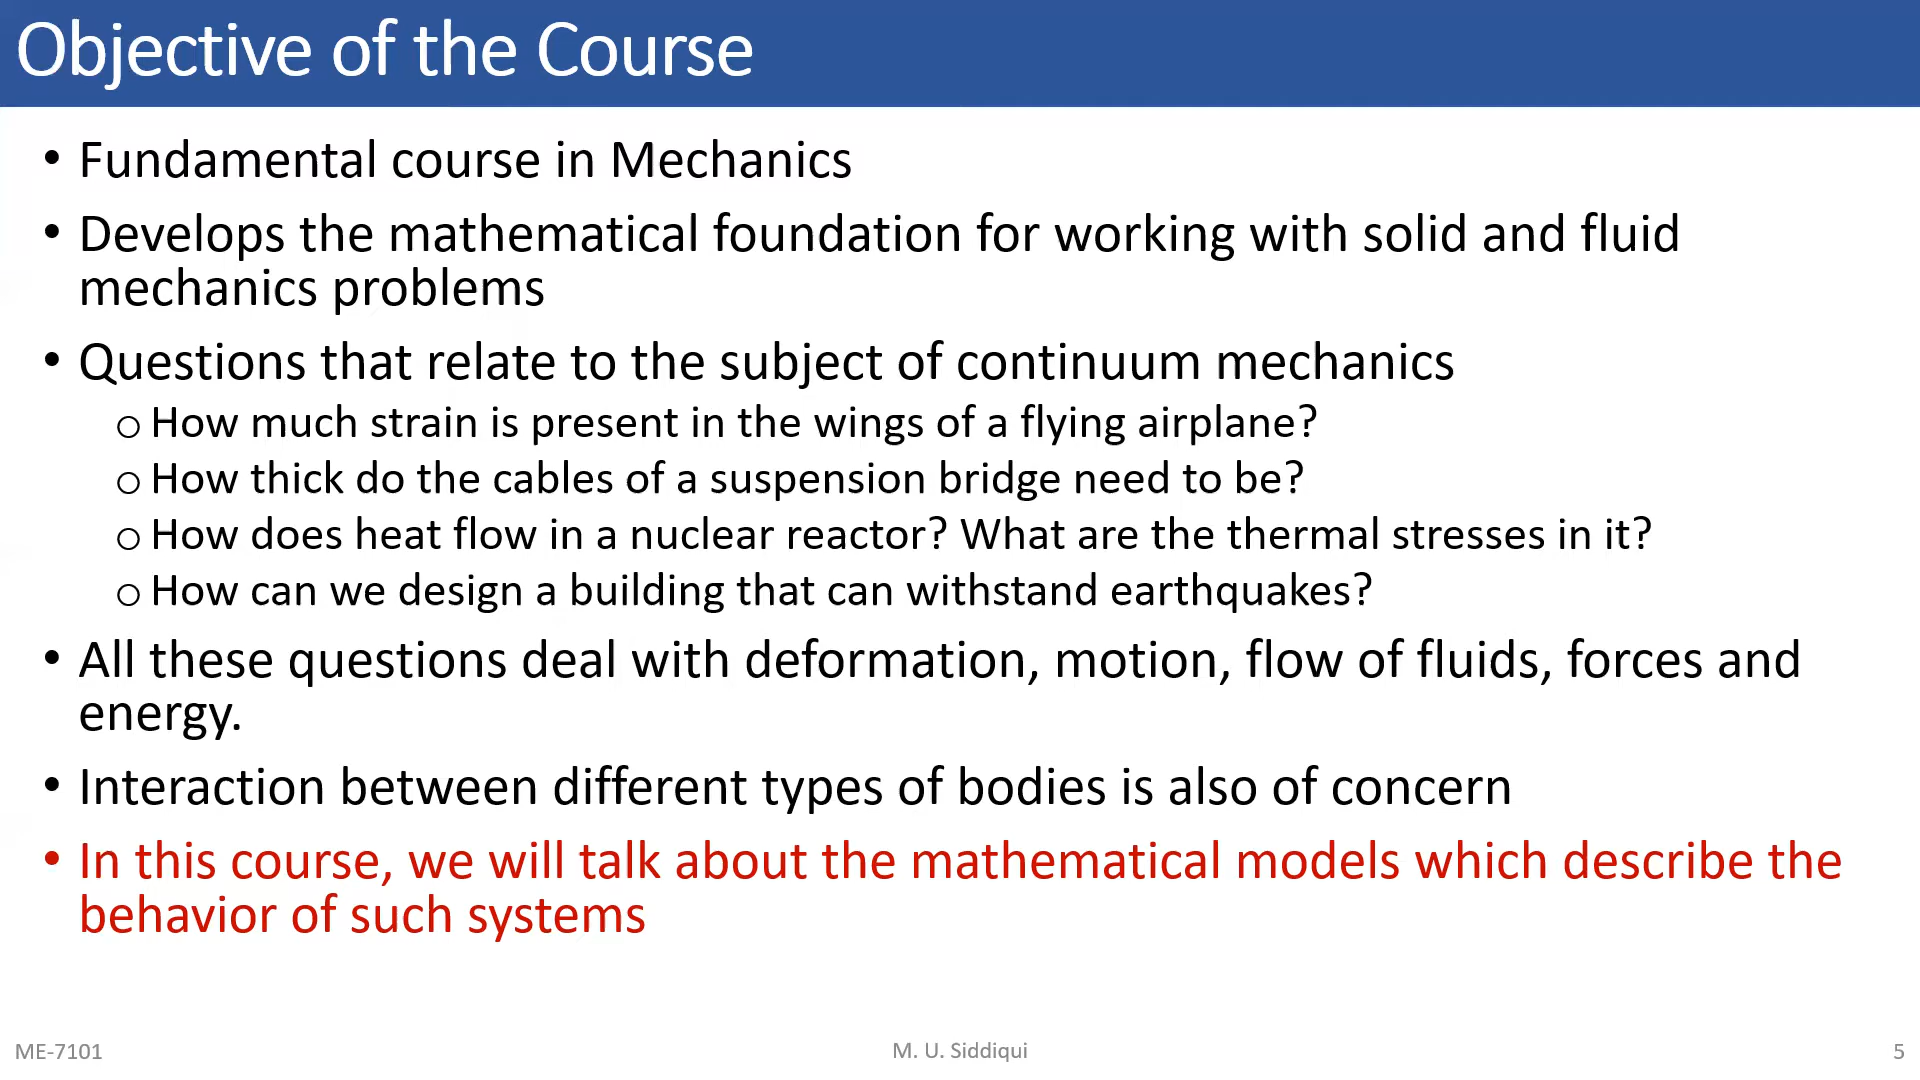 Objective of the Course
• Fundamental course in Mechanics
• Develops the mathematical foundation for working with solid and fluid
mechanics problems
• Questions that relate to the subject of continuum mechanics
o How much strain is present in the wings of a flying airplane?
o How thick do the cables of a suspension bridge need to be?
o How does heat flow in a nuclear reactor? What are the thermal stresses in it?
o How can we design a building that can withstand earthquakes?
• All these questions deal with deformation, motion, flow of fluids, forces and
energy.
• Interaction between different types of bodies is also of concern
• In this course, we will talk about the mathematical models which describe the
behavior of such systems
ME-7101
M. U. Siddiqui
5